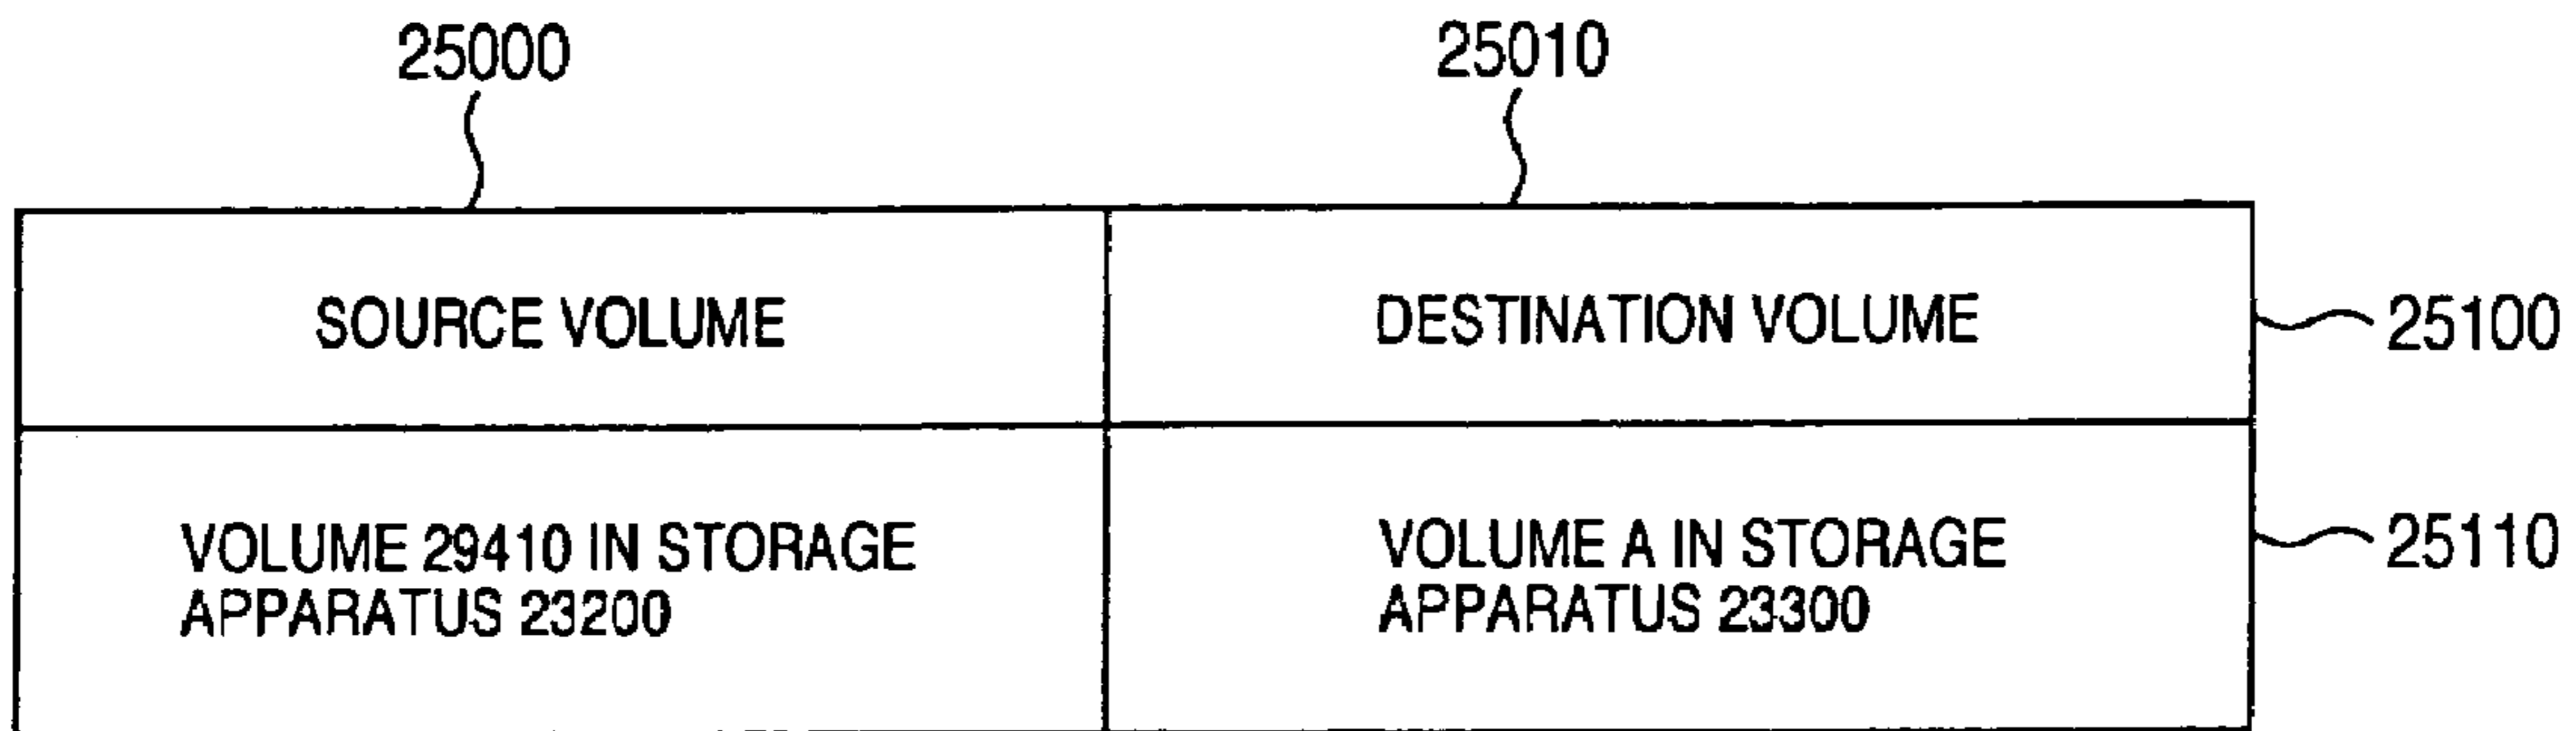 25000
25010
SOURCE VOLUME
DESTINATION VOLUME
25100
VOLUME 29410 IN STORAGE
APPARATUS 23200
VOLUME A IN STORAGE
APPARATUS 23300
25110